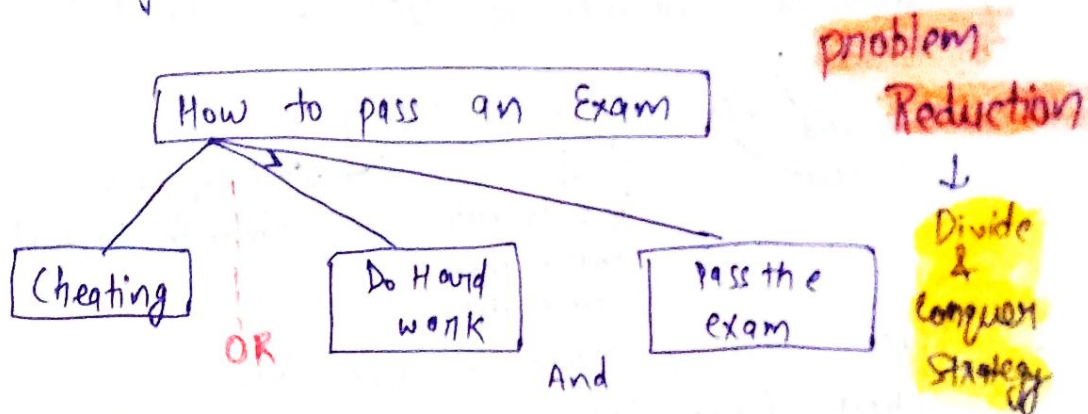 problem
Reduction
How to pass an Exam
↓
Divide
&
Conquer
Strategy
Cheating
Do Hard
work
Pass the
exam
OR
And